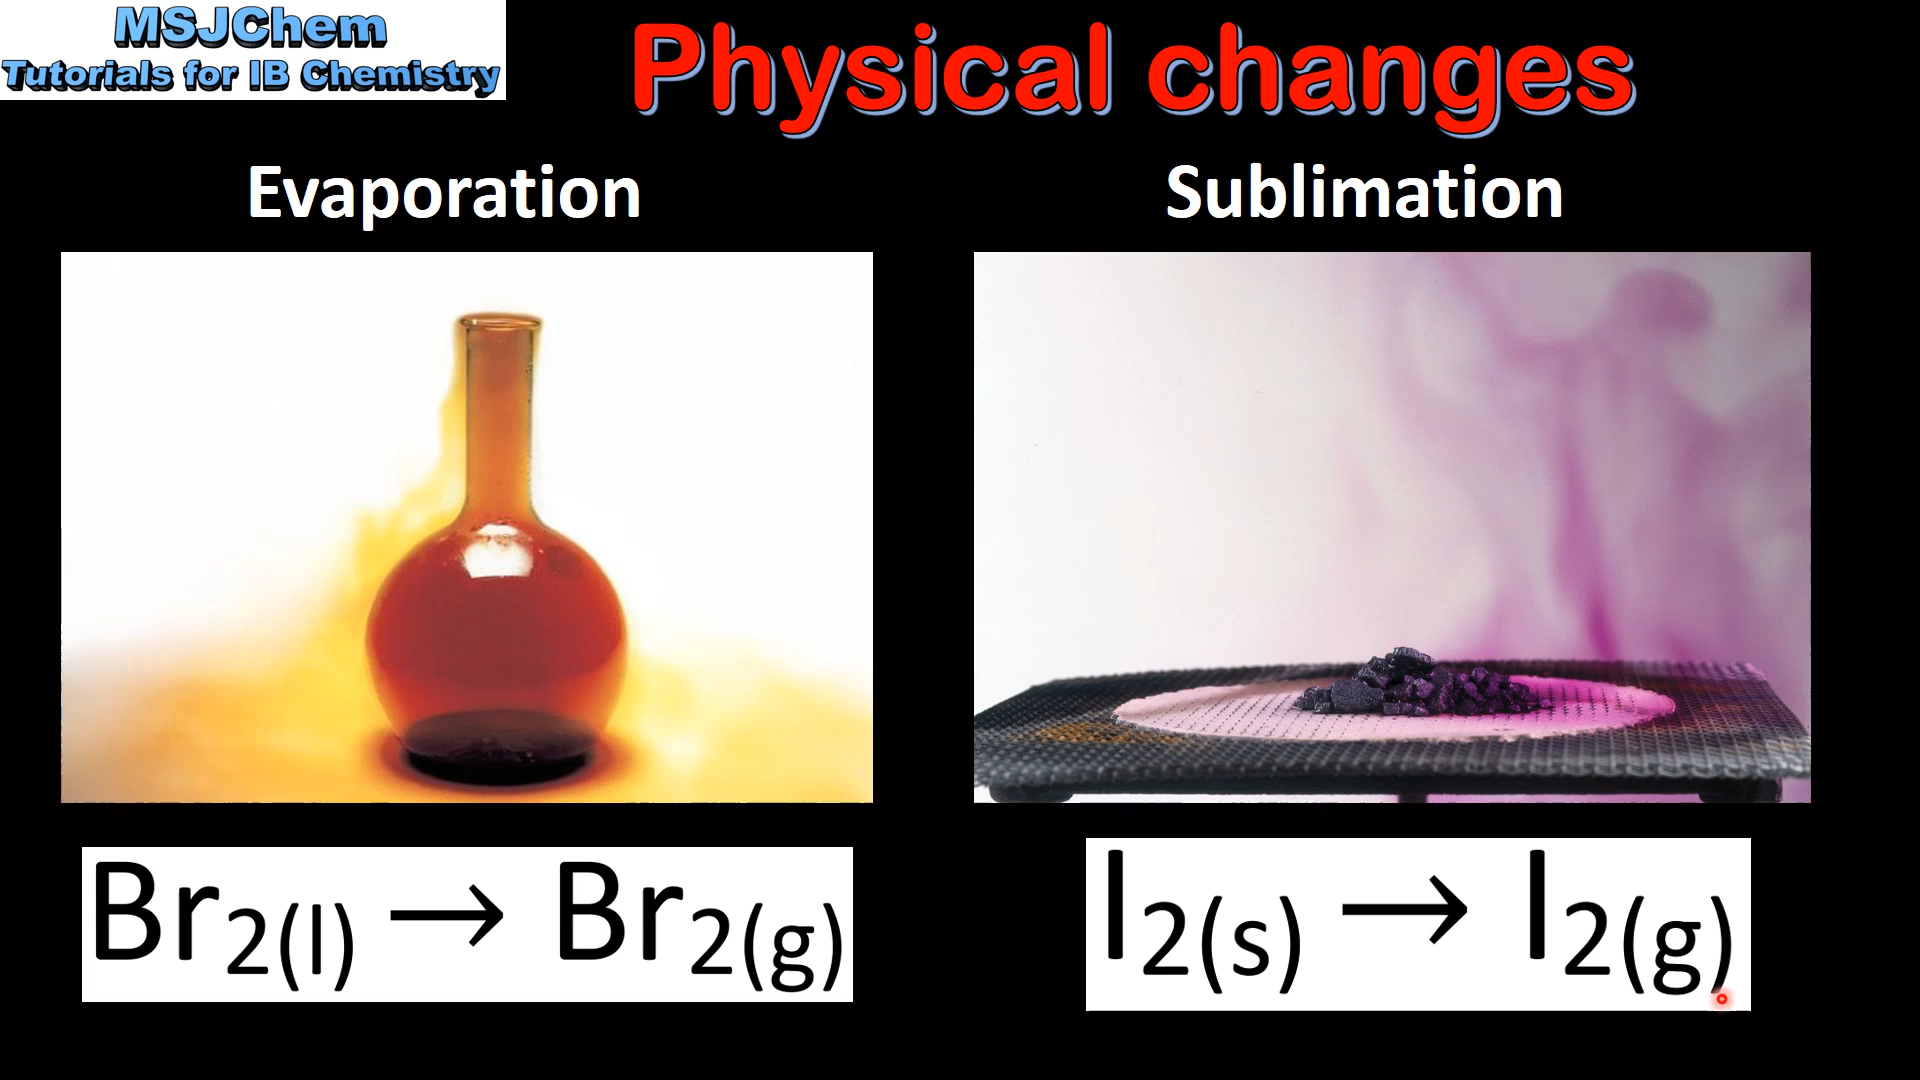 MSJChem
Tutorials for IB Chemistry
Physical changes
Evaporation
Sublimation
Br₂₍ₗ₎ → Br₂(g)
I₂₍ₛ₎ → I₂(g)